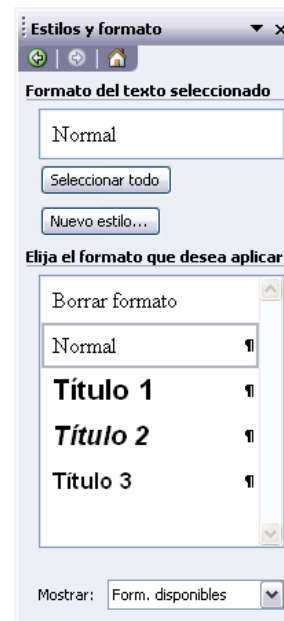 Estilos y formato
Formato del texto seleccionado
Normal
Seleccionar todo
Nuevo estilo...
Elija el formato que desea aplicar
Borrar formato
Normal ¶
Título 1 ¶
Título 2 ¶
Título 3 ¶
Mostrar: Form. disponibles